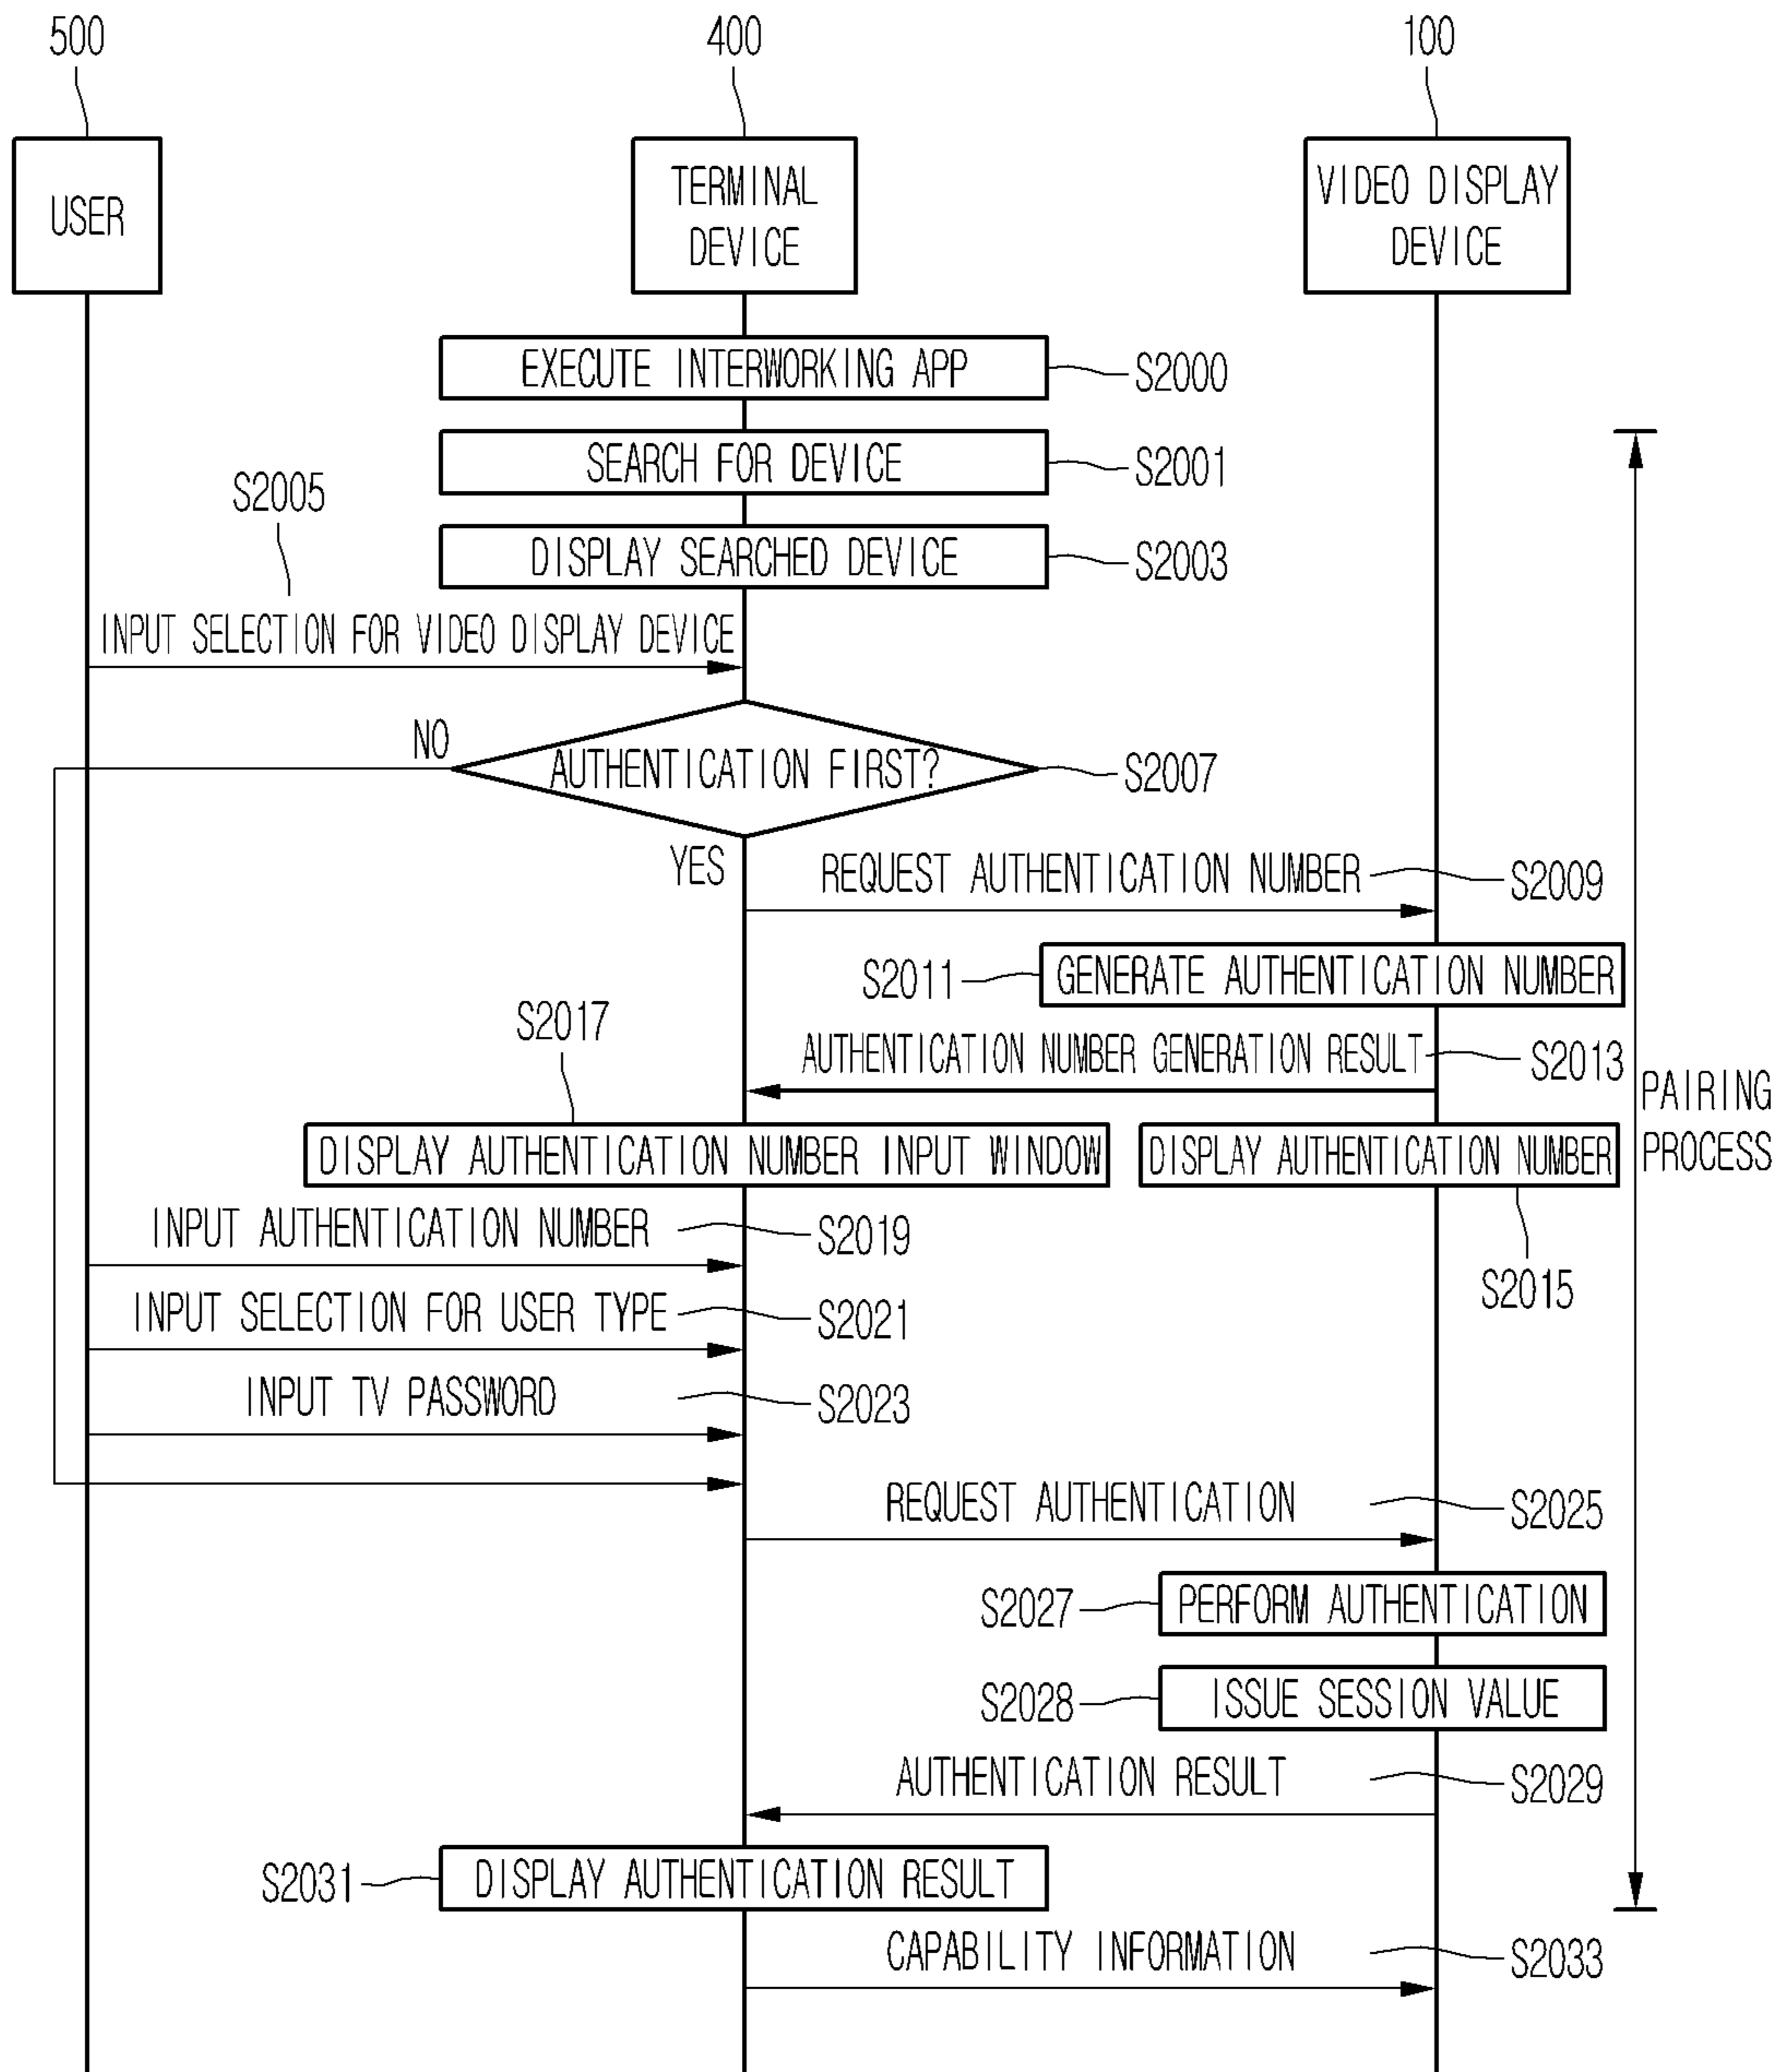 500
400
100
USER
TERMINAL
DEVICE
VIDEO DISPLAY
DEVICE
EXECUTE INTERWORKING APP
S2000
SEARCH FOR DEVICE
S2001
S2005
DISPLAY SEARCHED DEVICE
S2003
INPUT SELECTION FOR VIDEO DISPLAY DEVICE
NO
AUTHENTICATION FIRST?
S2007
YES
REQUEST AUTHENTICATION NUMBER
S2009
S2011
GENERATE AUTHENTICATION NUMBER
S2017
AUTHENTICATION NUMBER GENERATION RESULT
S2013
PAIRING
PROCESS
DISPLAY AUTHENTICATION NUMBER INPUT WINDOW
DISPLAY AUTHENTICATION NUMBER
INPUT AUTHENTICATION NUMBER
S2019
S2015
INPUT SELECTION FOR USER TYPE
S2021
INPUT TV PASSWORD
S2023
REQUEST AUTHENTICATION
S2025
S2027
PERFORM AUTHENTICATION
S2028
ISSUE SESSION VALUE
AUTHENTICATION RESULT
S2029
S2031
DISPLAY AUTHENTICATION RESULT
CAPABILITY INFORMATION
S2033